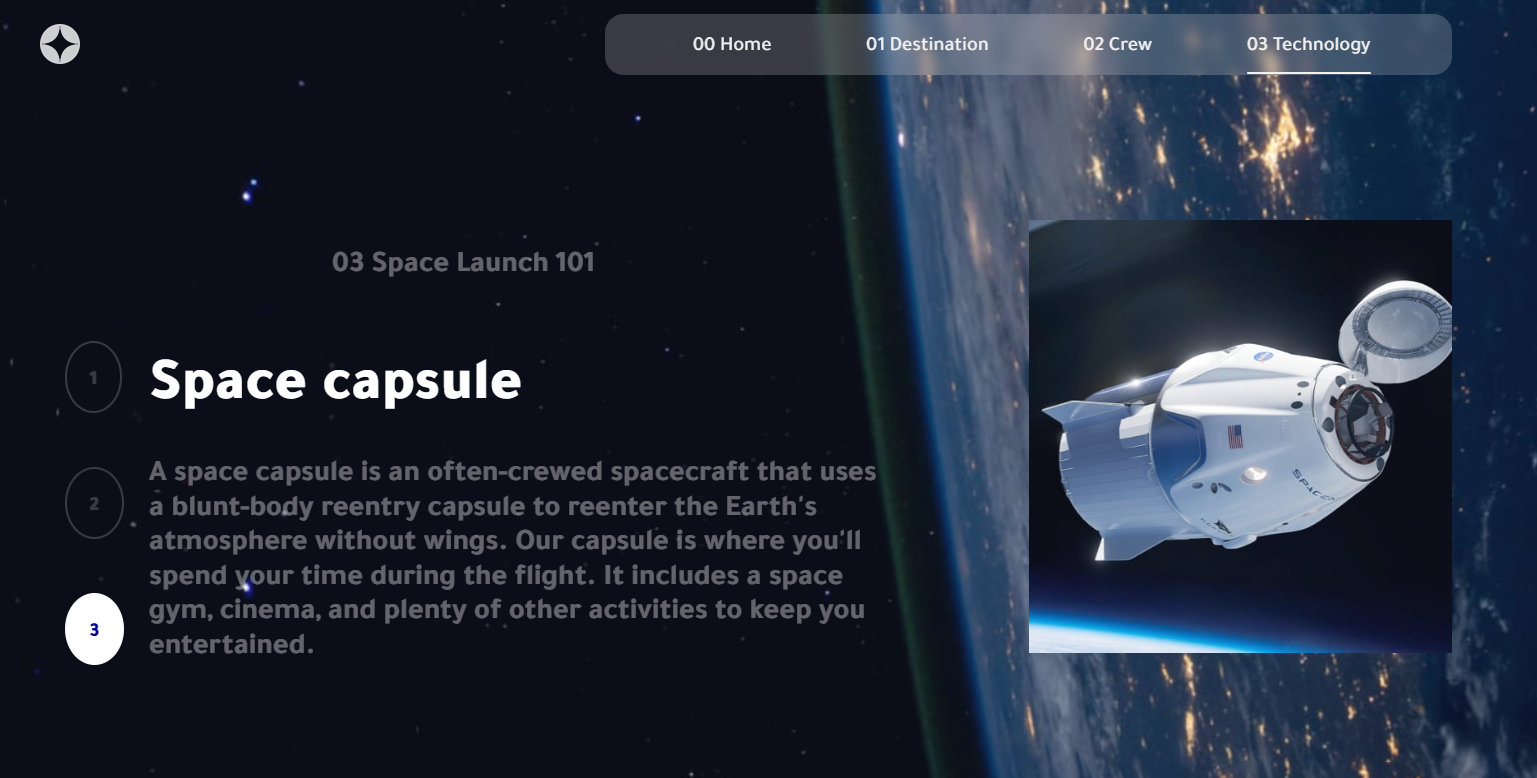 00 Home
01 Destination
02 Crew
03 Technology
03 Space Launch 101
1
Space capsule
2
A space capsule is an often-crewed spacecraft that uses
a blunt-body reentry capsule to reenter the Earth's
atmosphere without wings. Our capsule is where you'll
spend your time during the flight. It includes a space
gym, cinema, and plenty of other activities to keep you
entertained.
3
SPACEX